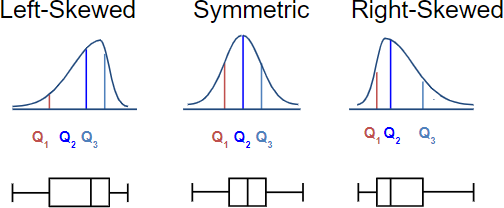 Left-Skewed Symmetric Right-Skewed
Q1 Q2 Q3 Q1 Q2 Q3 Q1 Q2 Q3